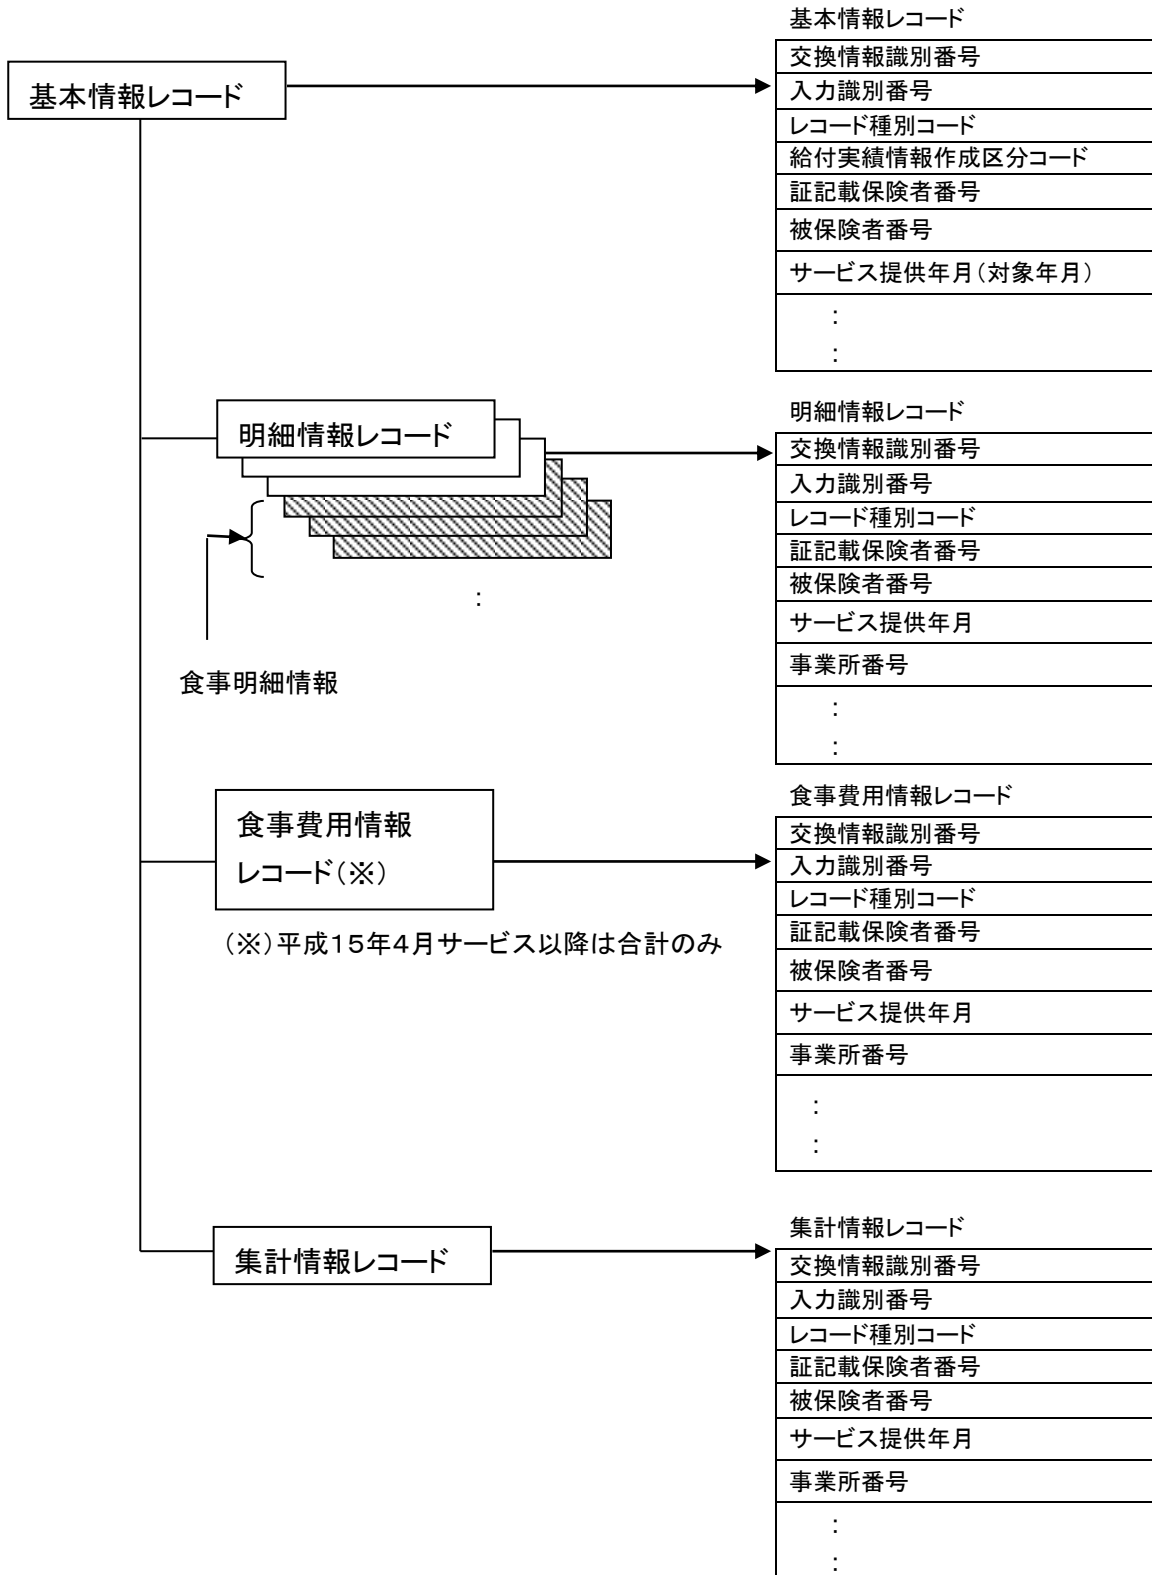 基本情報レコード
基本情報レコード
交換情報識別番号
入力識別番号
レコード種別コード
給付実績情報作成区分コード
証記載保険者番号
被保険者番号
サービス提供年月(対象年月)
:
:
明細情報レコード
食事明細情報
:
明細情報レコード
交換情報識別番号
入力識別番号
レコード種別コード
証記載保険者番号
被保険者番号
サービス提供年月
事業所番号
:
:
食事費用情報
レコード(※)
(※)平成15年4月サービス以降は合計のみ
食事費用情報レコード
交換情報識別番号
入力識別番号
レコード種別コード
証記載保険者番号
被保険者番号
サービス提供年月
事業所番号
:
:
集計情報レコード
集計情報レコード
交換情報識別番号
入力識別番号
レコード種別コード
証記載保険者番号
被保険者番号
サービス提供年月
事業所番号
:
: